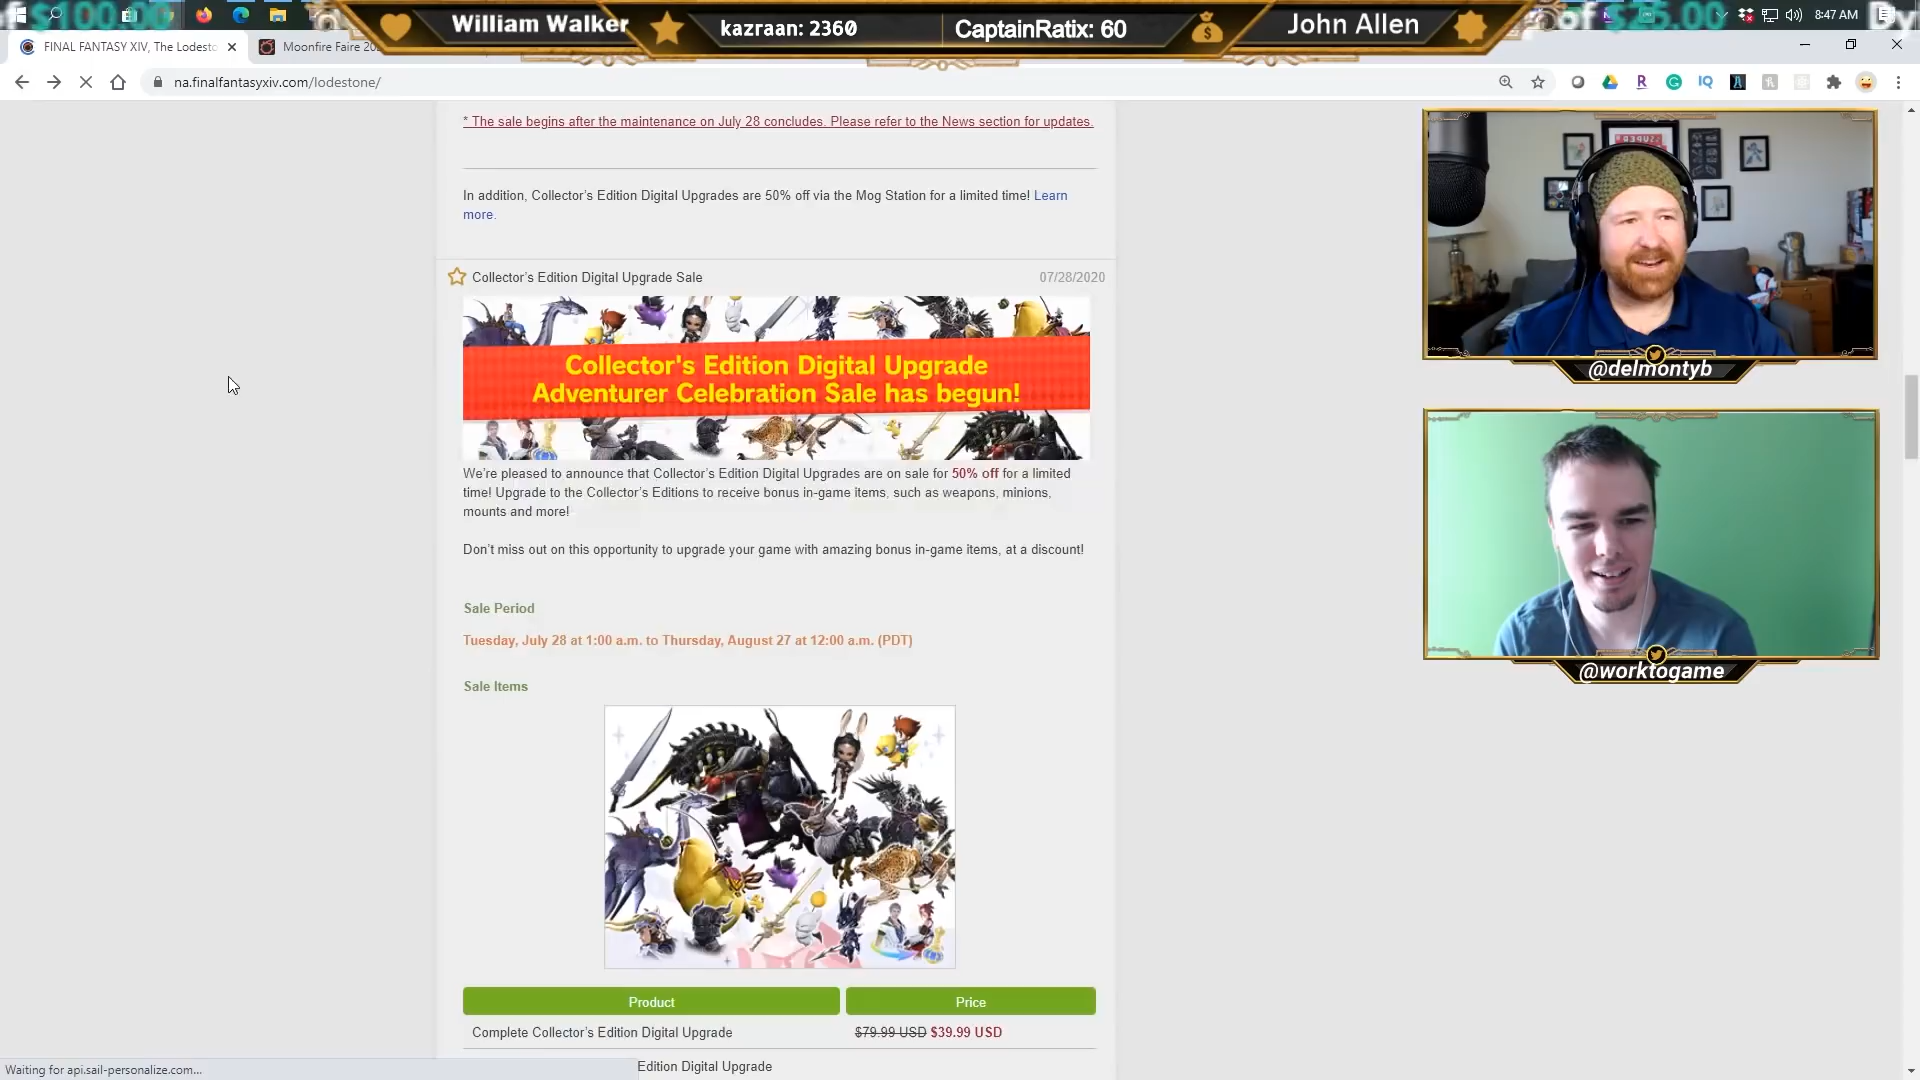 $100.00
William Walker
kazraan: 2360
CaptainRatix: 60
John Allen
of $25.00
By
8:47 AM
FINAL FANTASY XIV, The Lodesto
Moonfire Faire 20
na.finalfantasyxiv.com/lodestone/
* The sale begins after the maintenance on July 28 concludes. Please refer to the News section for updates.
In addition, Collector's Edition Digital Upgrades are 50% off via the Mog Station for a limited time! Learn
more.
Collector's Edition Digital Upgrade Sale
07/28/2020
Collector's Edition Digital Upgrade
Adventurer Celebration Sale has begun!
We're pleased to announce that Collector's Edition Digital Upgrades are on sale for 50% off for a limited
time! Upgrade to the Collector's Editions to receive bonus in-game items, such as weapons, minions,
mounts and more!
Don't miss out on this opportunity to upgrade your game with amazing bonus in-game items, at a discount!
Sale Period
Tuesday, July 28 at 1:00 a.m. to Thursday, August 27 at 12:00 a.m. (PDT)
Sale Items
Product
Price
Complete Collector's Edition Digital Upgrade
$79.99 USD $39.99 USD
Edition Digital Upgrade
Waiting for api.sail-personalize.com...
SUPER
@delmontyb
@worktogame